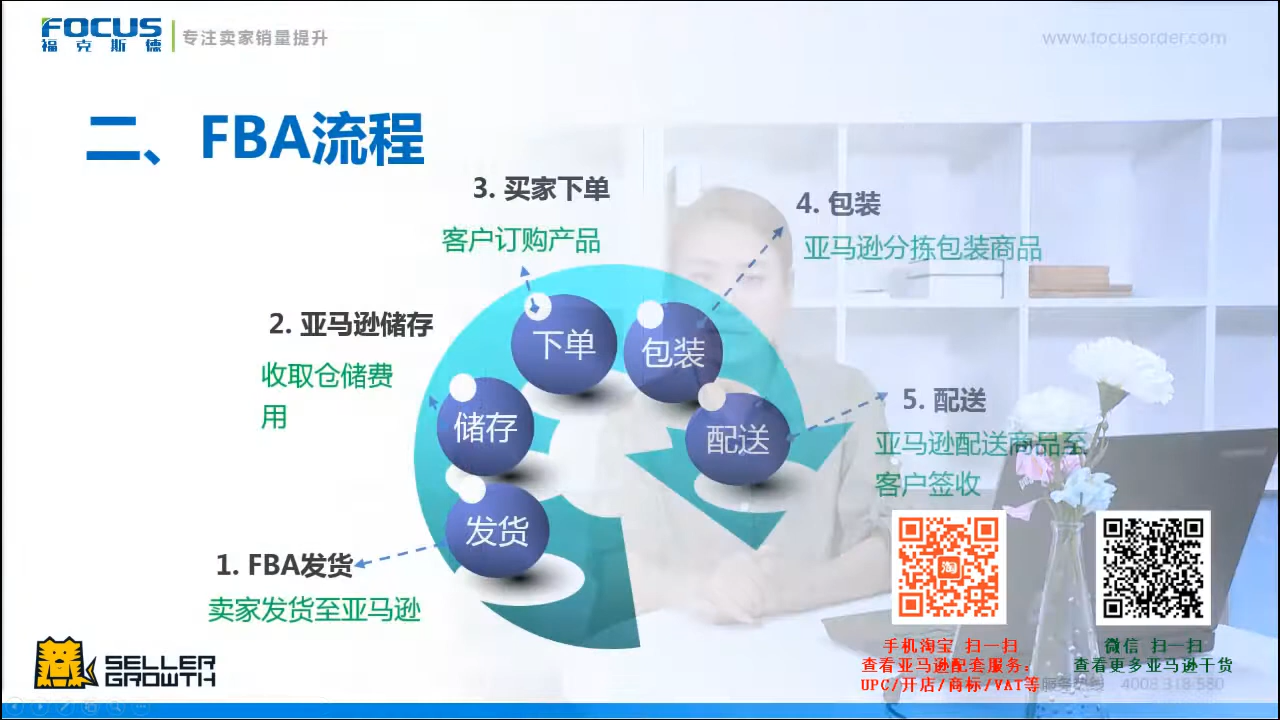 FOCUS
福克斯德
专注卖家销量提升
www.focusorder.com
二、FBA流程
3. 买家下单
客户订购产品
4. 包装
亚马逊分拣包装商品
2. 亚马逊储存
收取仓储费
用
下单
包装
储存
配送
发货
5. 配送
亚马逊配送商品至
客户签收
1. FBA发货
卖家发货至亚马逊
淘
手机淘宝 扫一扫
查看亚马逊配套服务：
UPC/开店/商标/VAT等
微信 扫一扫
查看更多亚马逊干货
服务热线 4008 318 580
SELLER
GROWTH